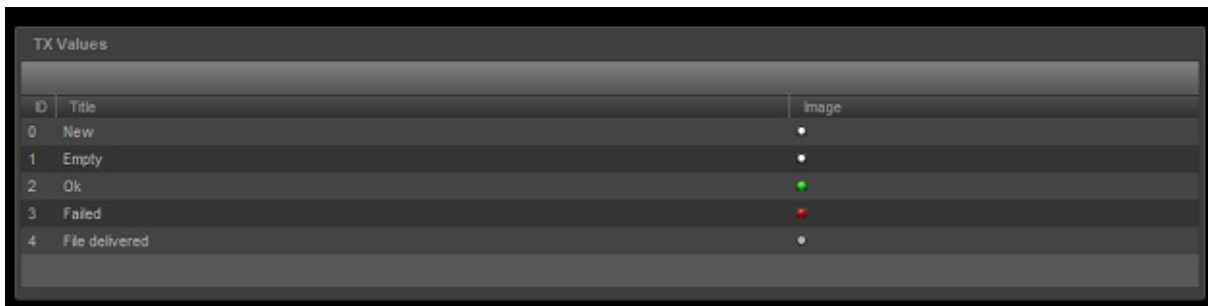 TX Values
ID Title Image
0 New
1 Empty
2 Ok
3 Failed
4 File delivered